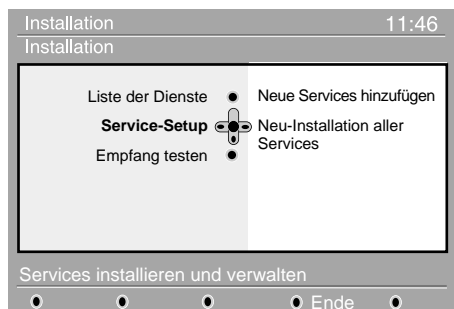 Installation 11:46
Installation
Liste der Dienste
Service-Setup
Empfang testen
Neue Services hinzufügen
Neu-Installation aller
Services
Services installieren und verwalten
Ende